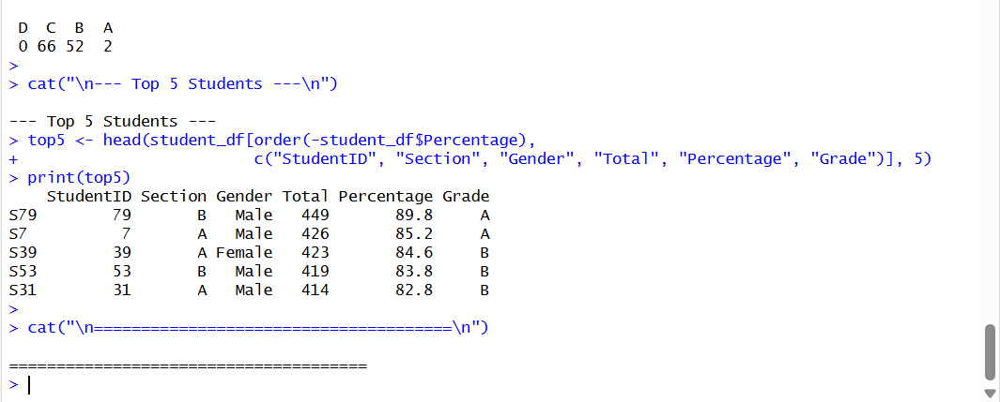 D  C  B  A
0 66 52  2
>
> cat("\n--- Top 5 Students ---\n")

--- Top 5 Students ---
> top5 <- head(student_df[order(-student_df$Percentage),
+                         c("StudentID", "Section", "Gender", "Total", "Percentage", "Grade")], 5)
> print(top5)
    StudentID Section Gender Total Percentage Grade
S79        79       B   Male   449       89.8     A
S7          7       A   Male   426       85.2     A
S39        39       A Female   423       84.6     B
S53        53       B   Male   419       83.8     B
S31        31       A   Male   414       82.8     B
>
> cat("\n======================================\n")

======================================
>